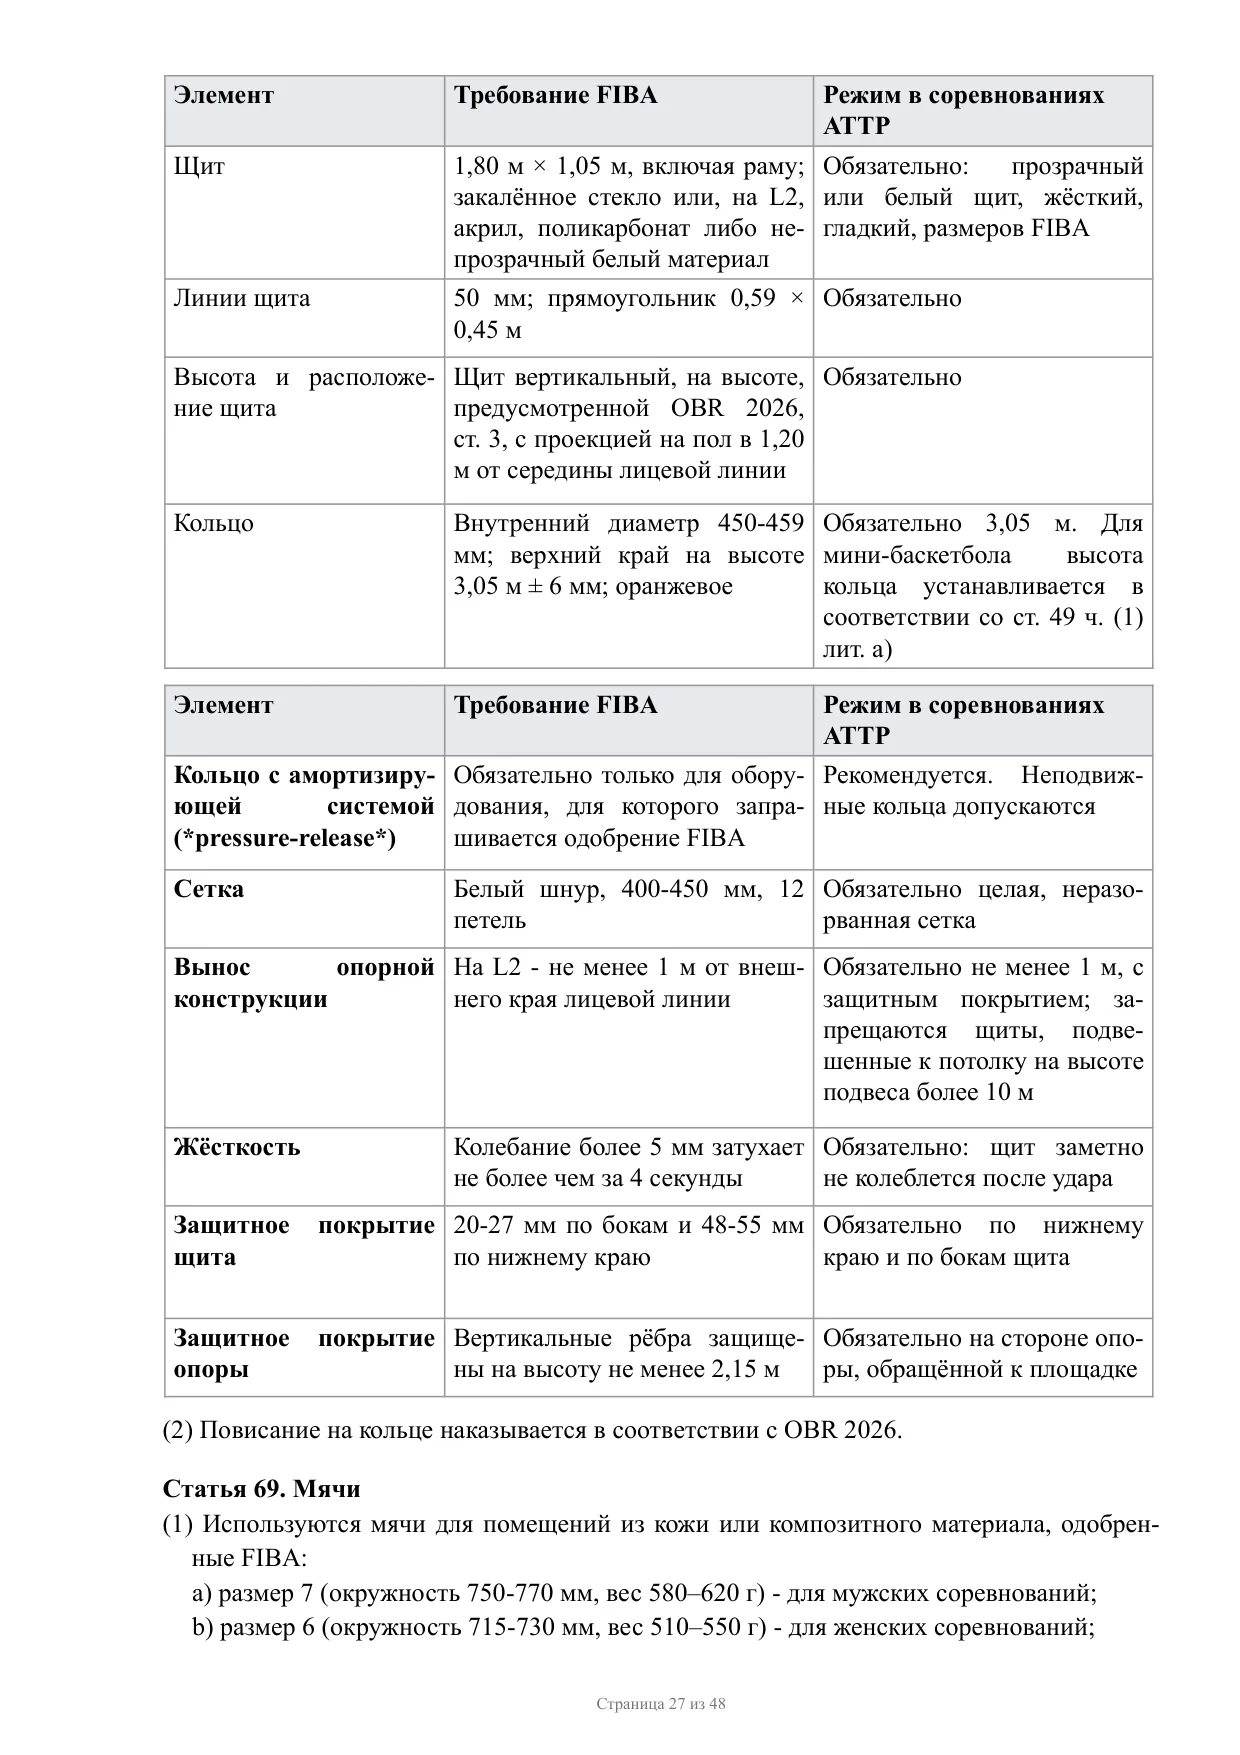 Элемент
Требование FIBA
Режим в соревнованиях
АТТР
Щит
1,80 м × 1,05 м, включая раму;
закалённое стекло или, на L2,
акрил, поликарбонат либо не-
прозрачный белый материал
Обязательно: прозрачный
или белый щит, жёсткий,
гладкий, размеров FIBA
Линии щита
50 мм; прямоугольник 0,59 ×
0,45 м
Обязательно
Высота и расположе-
ние щита
Щит вертикальный, на высоте,
предусмотренной OBR 2026,
ст. 3, с проекцией на пол в 1,20
м от середины лицевой линии
Обязательно
Кольцо
Внутренний диаметр 450-459
мм; верхний край на высоте
3,05 м ± 6 мм; оранжевое
Обязательно 3,05 м. Для
мини-баскетбола высота
кольца устанавливается в
соответствии со ст. 49 ч. (1)
лит. a)
Элемент
Требование FIBA
Режим в соревнованиях
АТТР
Кольцо с амортизиру-
ющей системой
(*pressure-release*)
Обязательно только для обору-
дования, для которого запра-
шивается одобрение FIBA
Рекомендуется. Неподвиж-
ные кольца допускаются
Сетка
Белый шнур, 400-450 мм, 12
петель
Обязательно целая, неразо-
рванная сетка
Вынос опорной
конструкции
На L2 - не менее 1 м от внеш-
него края лицевой линии
Обязательно не менее 1 м, с
защитным покрытием; за-
прещаются щиты, подве-
шенные к потолку на высоте
подвеса более 10 м
Жёсткость
Колебание более 5 мм затухает
не более чем за 4 секунды
Обязательно: щит заметно
не колеблется после удара
Защитное покрытие
щита
20-27 мм по бокам и 48-55 мм
по нижнему краю
Обязательно по нижнему
краю и по бокам щита
Защитное покрытие
опоры
Вертикальные рёбра защище-
ны на высоту не менее 2,15 м
Обязательно на стороне опо-
ры, обращённой к площадке
(2) Повисание на кольце наказывается в соответствии с OBR 2026.
Статья 69. Мячи
(1) Используются мячи для помещений из кожи или композитного материала, одобрен-
ные FIBA:
a) размер 7 (окружность 750-770 мм, вес 580–620 г) - для мужских соревнований;
b) размер 6 (окружность 715-730 мм, вес 510–550 г) - для женских соревнований;
Страница 27 из 48